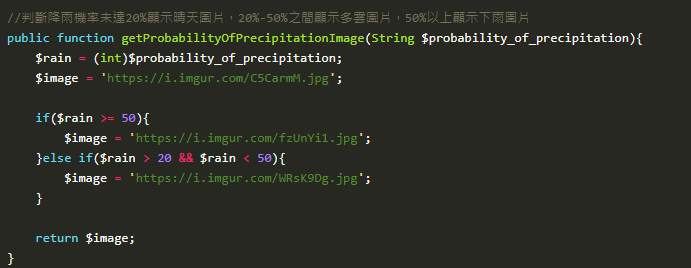 //判斷降雨機率未達20%顯示晴天圖片，20%-50%之間顯示多雲圖片，50%以上顯示下雨圖片
public function getProbabilityOfPrecipitationImage(String $probability_of_precipitation){
    $rain = (int)$probability_of_precipitation;
    $image = 'https://i.imgur.com/C5CarmM.jpg';

    if($rain >= 50){
        $image = 'https://i.imgur.com/fzUnYi1.jpg';
    }else if($rain > 20 && $rain < 50){
        $image = 'https://i.imgur.com/WRsK9Dg.jpg';
    }

    return $image;
}